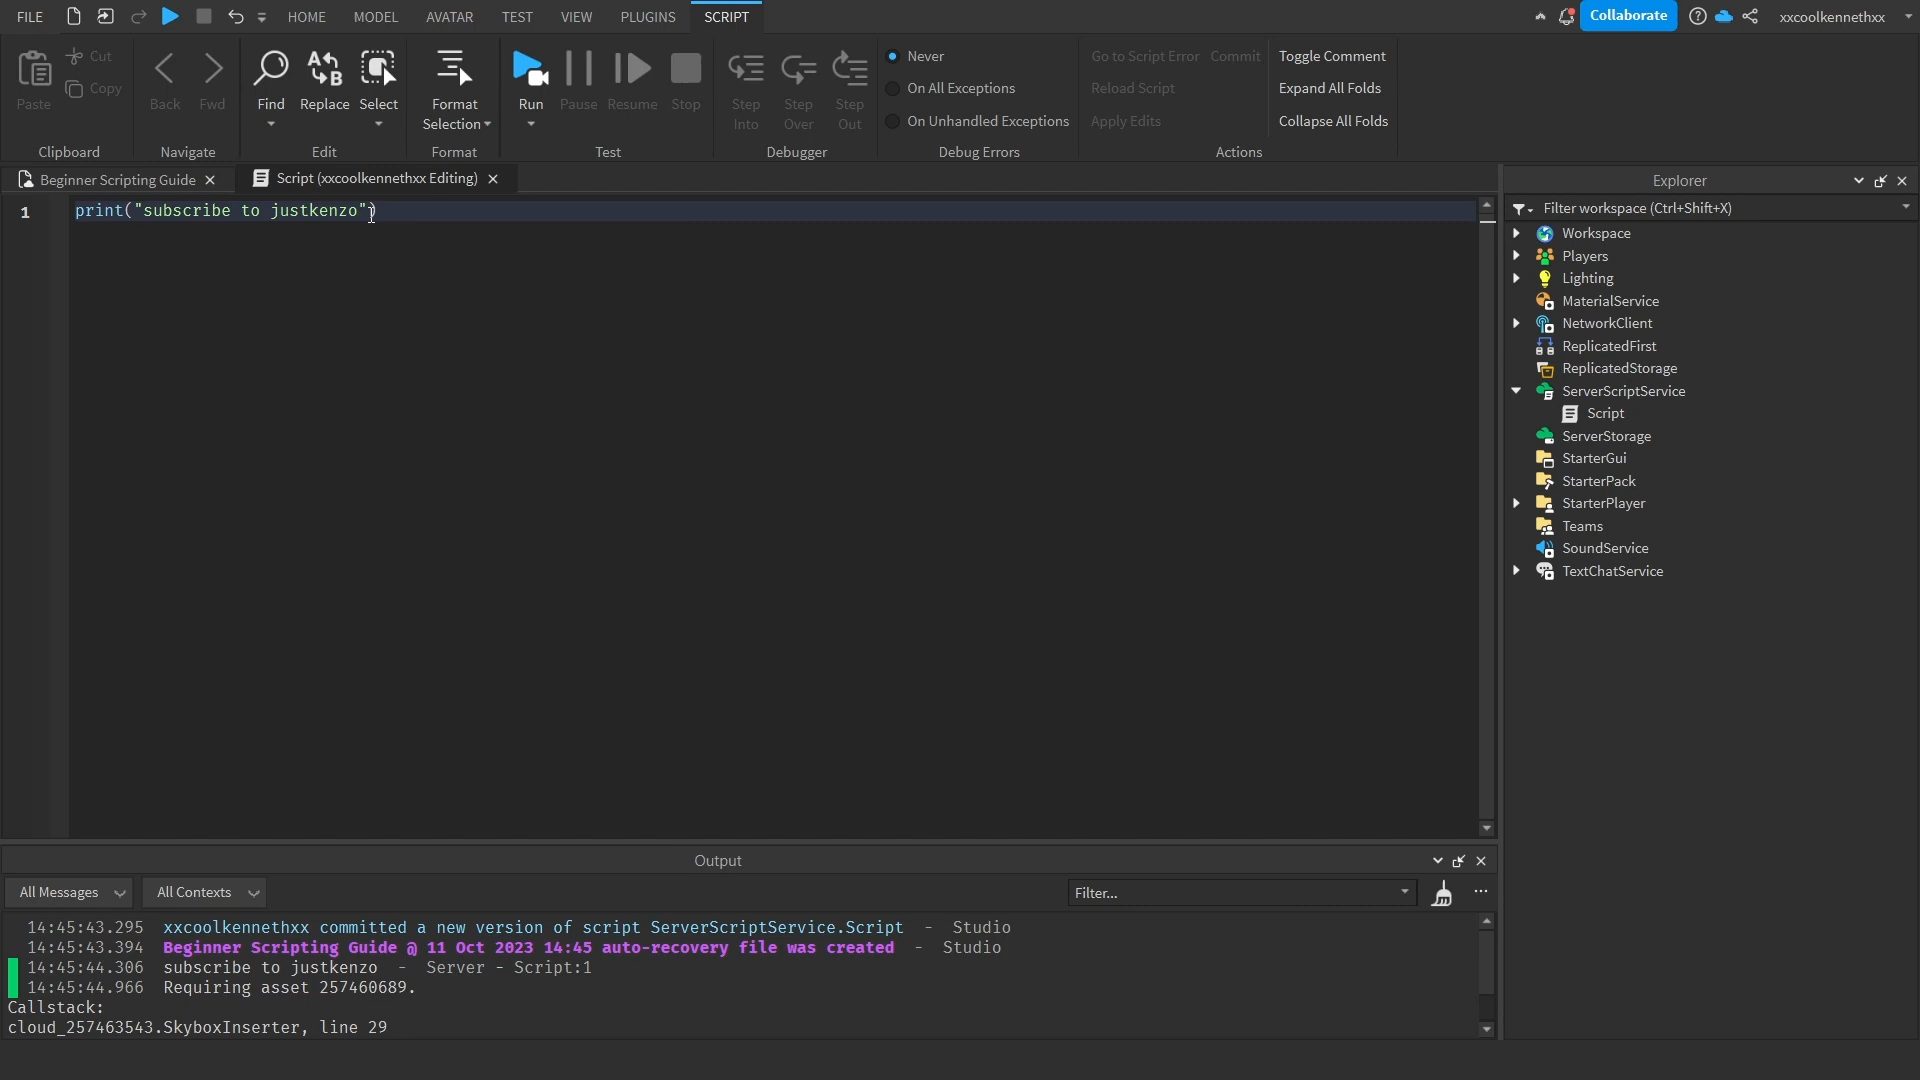 FILE HOME MODEL AVATAR TEST VIEW PLUGINS SCRIPT Collaborate xxcoolkennethxx
Paste Cut Copy
Clipboard
Back Fwd
Navigate
Find Replace Select
Edit
Format Selection
Format
Run Pause Resume Stop
Test
Step Into Step Over Step Out
Debugger
Never
On All Exceptions
On Unhandled Exceptions
Debug Errors
Go to Script Error Commit
Reload Script
Apply Edits
Toggle Comment
Expand All Folds
Collapse All Folds
Actions
Beginner Scripting Guide Script (xxcoolkennethxx Editing)
1 print("subscribe to justkenzo")
Explorer
Filter workspace (Ctrl+Shift+X)
Workspace
Players
Lighting
MaterialService
NetworkClient
ReplicatedFirst
ReplicatedStorage
ServerScriptService
Script
ServerStorage
StarterGui
StarterPack
StarterPlayer
Teams
SoundService
TextChatService
Output
All Messages All Contexts Filter...
14:45:43.295 xxcoolkennethxx committed a new version of script ServerScriptService.Script - Studio
14:45:43.394 Beginner Scripting Guide @ 11 Oct 2023 14:45 auto-recovery file was created - Studio
14:45:44.306 subscribe to justkenzo - Server - Script:1
14:45:44.966 Requiring asset 257460689.
Callstack:
cloud_257463543.SkyboxInserter, line 29